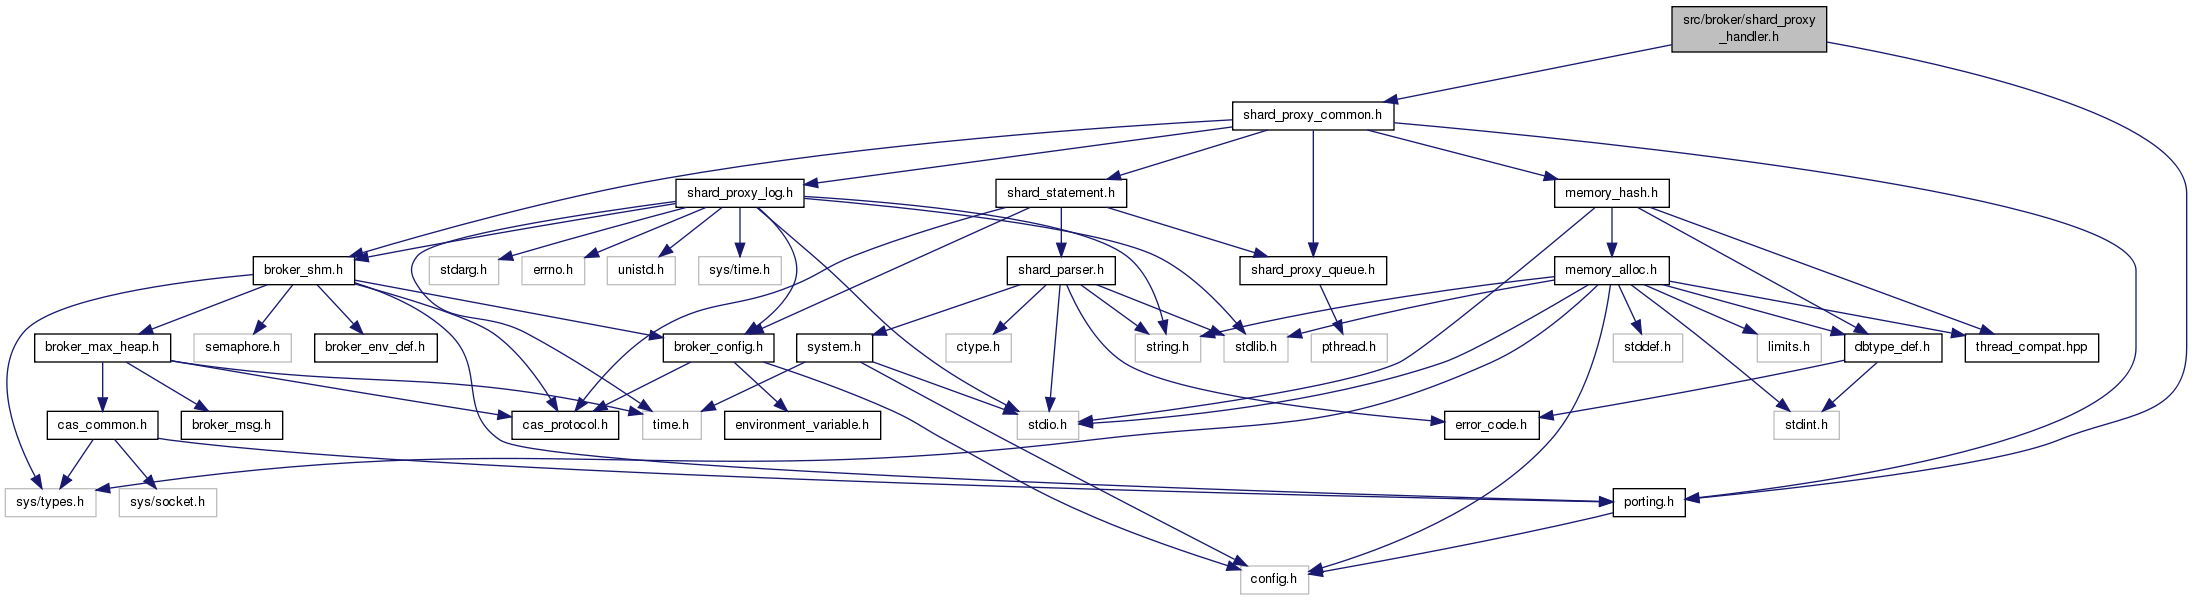 src/broker/shard_proxy
_handler.h
shard_proxy_common.h
shard_proxy_log.h
shard_statement.h
memory_hash.h
broker_shm.h
stdarg.h
errno.h
unistd.h
sys/time.h
shard_parser.h
shard_proxy_queue.h
memory_alloc.h
broker_max_heap.h
semaphore.h
broker_env_def.h
broker_config.h
system.h
ctype.h
string.h
stdlib.h
pthread.h
stddef.h
limits.h
dbtype_def.h
thread_compat.hpp
cas_common.h
broker_msg.h
cas_protocol.h
time.h
environment_variable.h
stdio.h
error_code.h
stdint.h
sys/types.h
sys/socket.h
porting.h
config.h